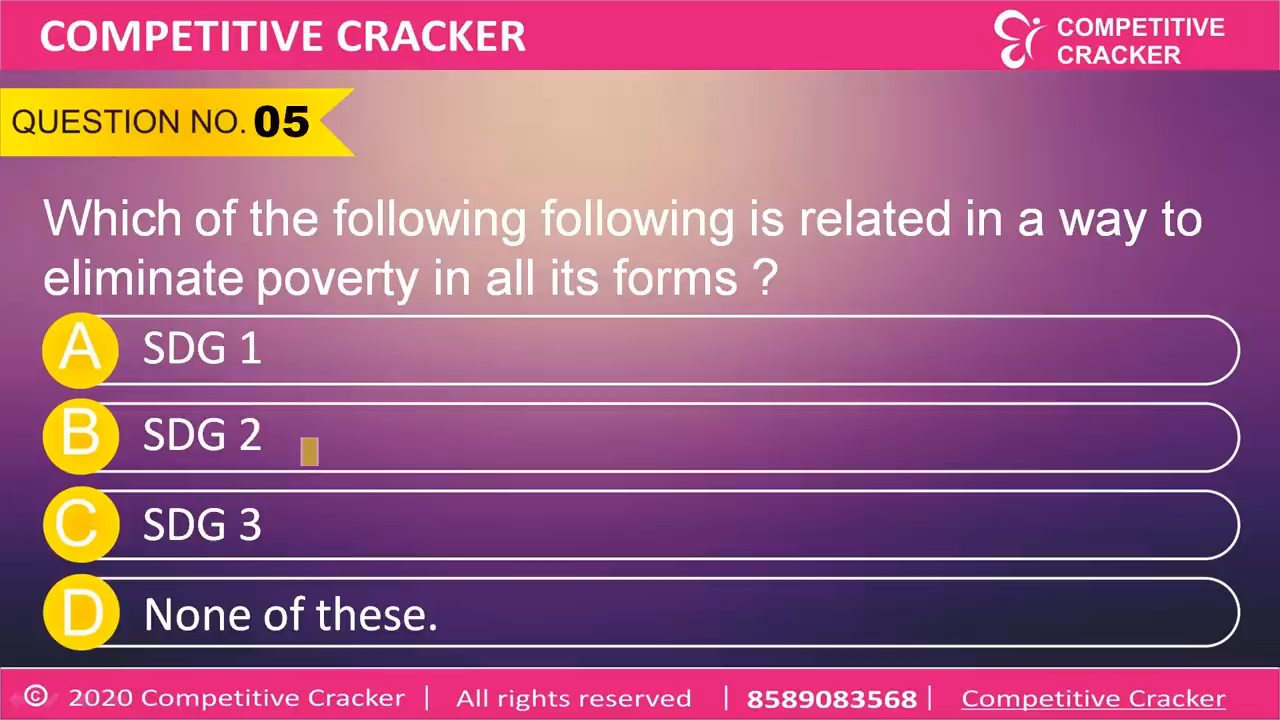 COMPETITIVE CRACKER
COMPETITIVE
CRACKER
QUESTION NO. 05
Which of the following following is related in a way to
eliminate poverty in all its forms ?
A SDG 1
B SDG 2
C SDG 3
D None of these.
© 2020 Competitive Cracker | All rights reserved | 8589083568 | Competitive Cracker